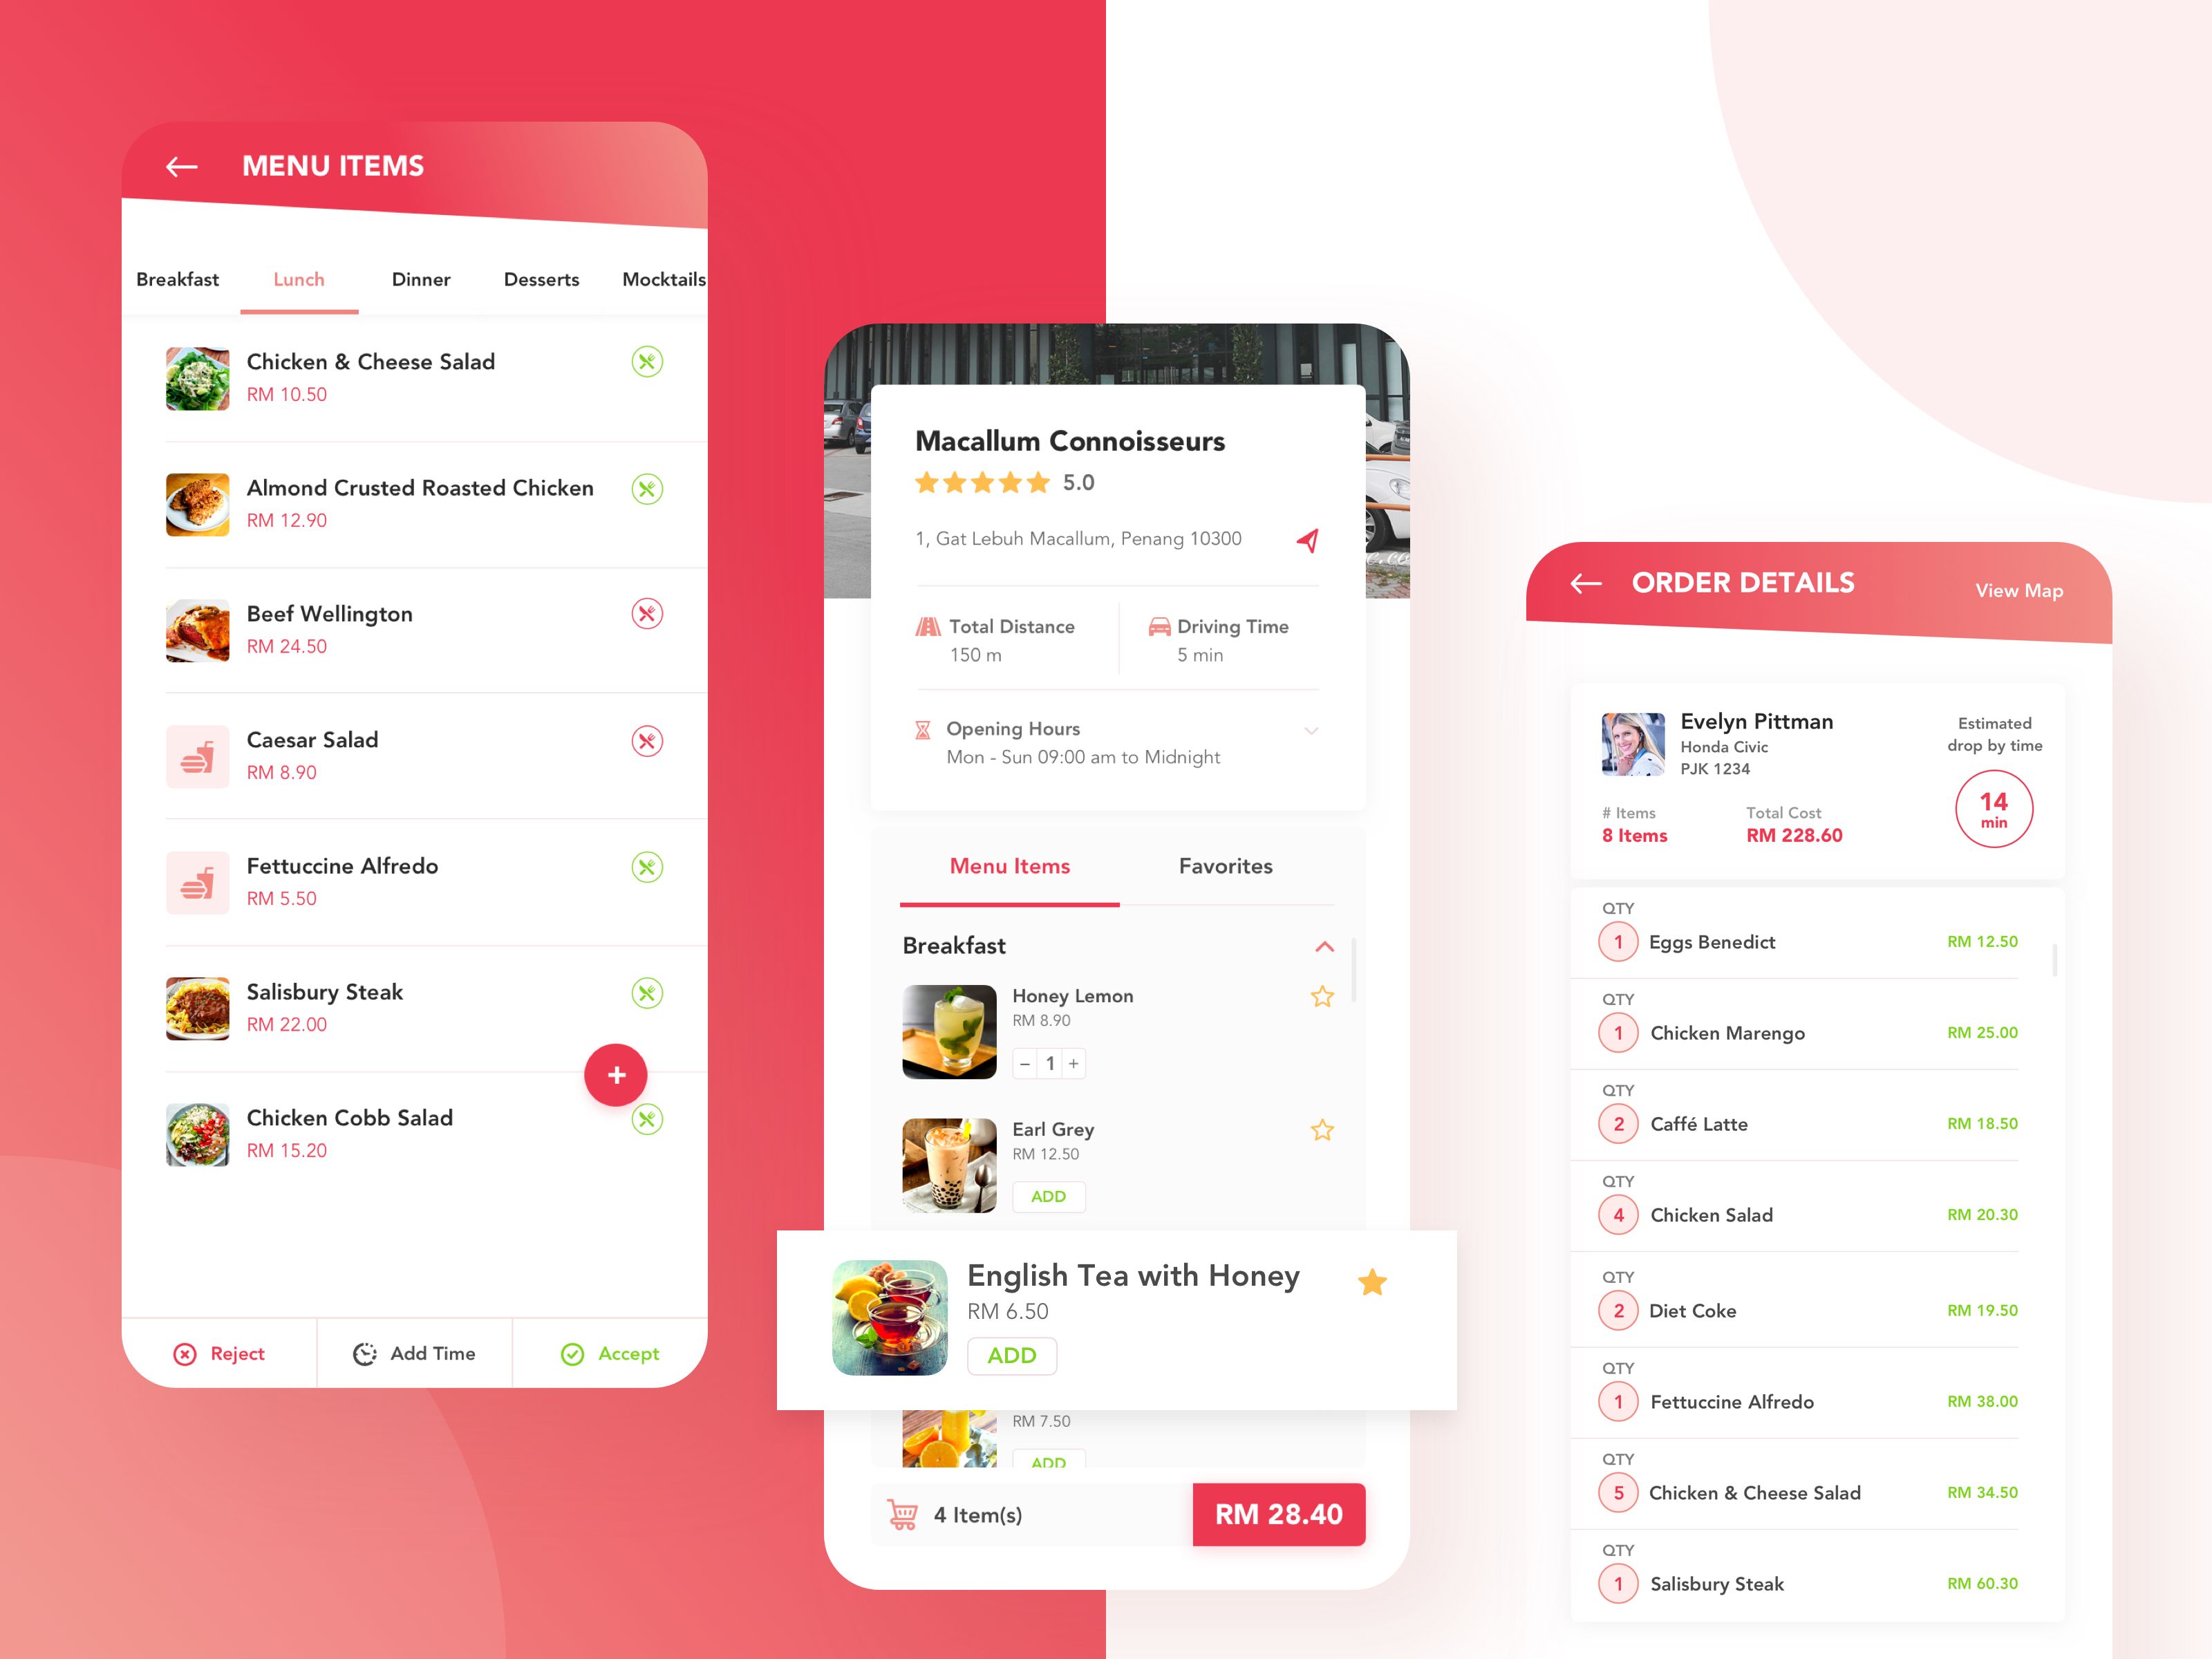 MENU ITEMS
Breakfast
Lunch
Dinner
Desserts
Mocktails
Chicken & Cheese Salad
RM 10.50
Almond Crusted Roasted Chicken
RM 12.90
Beef Wellington
RM 24.50
Caesar Salad
RM 8.90
Fettuccine Alfredo
RM 5.50
Salisbury Steak
RM 22.00
+
Chicken Cobb Salad
RM 15.20
Reject
Add Time
Accept
Macallum Connoisseurs
5.0
1, Gat Lebuh Macallum, Penang 10300
Total Distance
150 m
Driving Time
5 min
Opening Hours
Mon - Sun 09:00 am to Midnight
Menu Items
Favorites
Breakfast
Honey Lemon
RM 8.90
− 1 +
Earl Grey
RM 12.50
ADD
English Tea with Honey
RM 6.50
ADD
RM 7.50
ADD
4 Item(s)
RM 28.40
ORDER DETAILS
View Map
Evelyn Pittman
Honda Civic
PJK 1234
Estimated
drop by time
14
min
# Items
8 Items
Total Cost
RM 228.60
QTY
1 Eggs Benedict RM 12.50
QTY
1 Chicken Marengo RM 25.00
QTY
2 Caffé Latte RM 18.50
QTY
4 Chicken Salad RM 20.30
QTY
2 Diet Coke RM 19.50
QTY
1 Fettuccine Alfredo RM 38.00
QTY
5 Chicken & Cheese Salad RM 34.50
QTY
1 Salisbury Steak RM 60.30